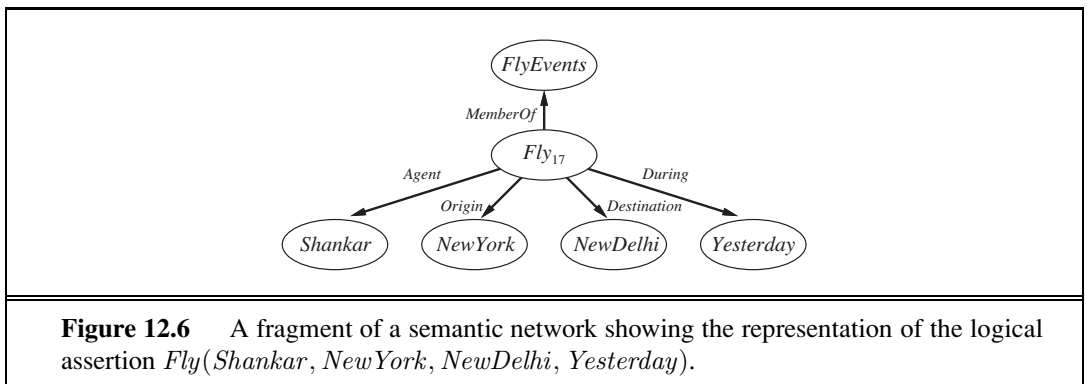 FlyEvents
MemberOf
Fly₁₇
Agent During
Origin Destination
Shankar NewYork NewDelhi Yesterday
Figure 12.6 A fragment of a semantic network showing the representation of the logical
assertion Fly(Shankar, NewYork, NewDelhi, Yesterday).